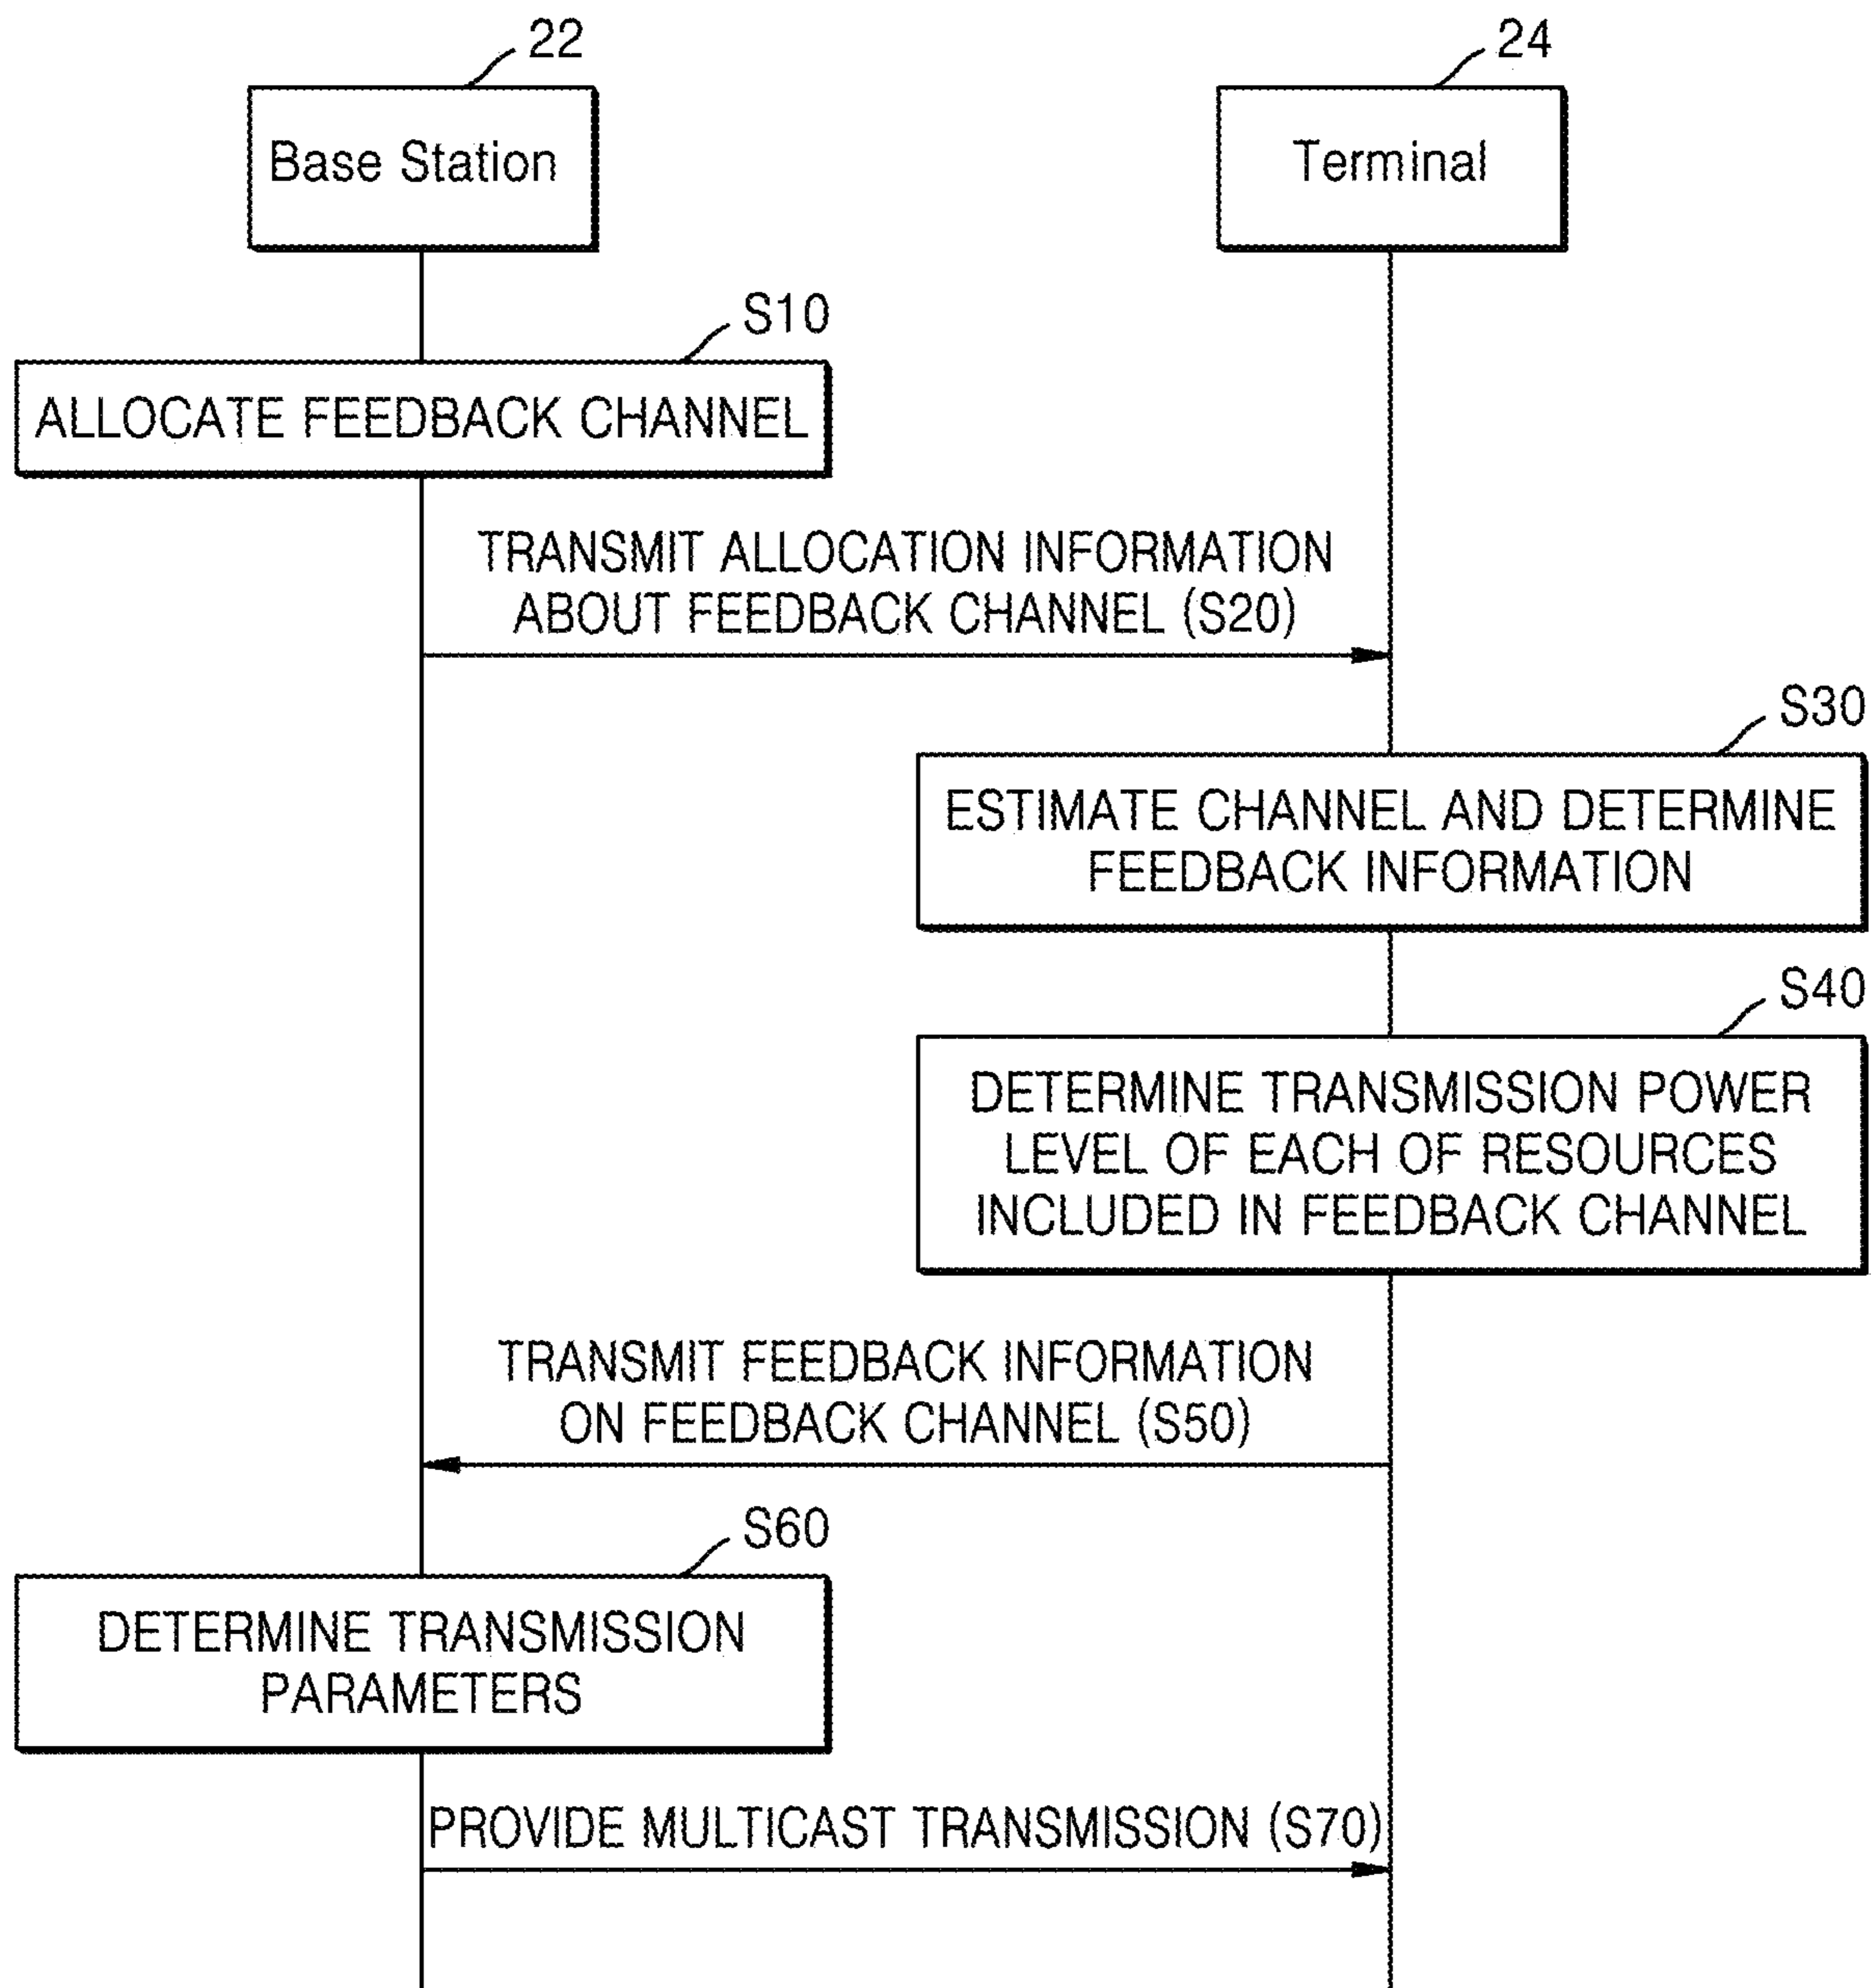 22
24
Base Station
Terminal
S10
ALLOCATE FEEDBACK CHANNEL
TRANSMIT ALLOCATION INFORMATION
ABOUT FEEDBACK CHANNEL (S20)
S30
ESTIMATE CHANNEL AND DETERMINE
FEEDBACK INFORMATION
S40
DETERMINE TRANSMISSION POWER
LEVEL OF EACH OF RESOURCES
INCLUDED IN FEEDBACK CHANNEL
TRANSMIT FEEDBACK INFORMATION
ON FEEDBACK CHANNEL (S50)
S60
DETERMINE TRANSMISSION
PARAMETERS
PROVIDE MULTICAST TRANSMISSION (S70)